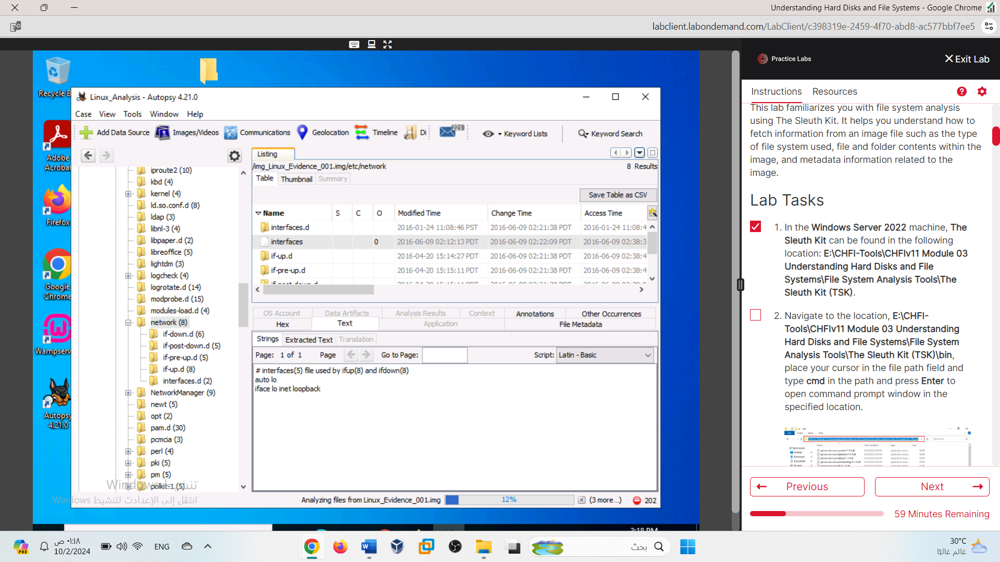 Understanding Hard Disks and File Systems - Google Chrome
labclient.labondemand.com/LabClient/c398319e-2459-4f70-abd8-ac577bbf7ee5
Recycle B
Adobe
Acrobat
Firefox
Google
Chrome
Wampserv
Autopsy
4.21.0
Linux_Analysis - Autopsy 4.21.0
Case View Tools Window Help
Add Data Source Images/Videos Communications Geolocation Timeline Di 221 Keyword Lists Keyword Search
iproute2 (10)
kbd (4)
kernel (4)
ld.so.conf.d (8)
ldap (3)
libnl-3 (4)
libpaper.d (2)
libreoffice (5)
lightdm (3)
logcheck (4)
logrotate.d (14)
modprobe.d (15)
modules-load.d (4)
network (8)
if-down.d (6)
if-post-down.d (5)
if-pre-up.d (5)
if-up.d (8)
interfaces.d (2)
NetworkManager (9)
newt (5)
opt (2)
pam.d (30)
pcmcia (3)
perl (4)
pki (5)
pm (5)
polkit-1 (5)
تنشيط Windows
انتقل إلى الإعدادت لتنشيط Windows.
Listing
/img_Linux_Evidence_001.img/etc/network 8 Results
Table Thumbnail Summary
Save Table as CSV
Name S C O Modified Time Change Time Access Time
interfaces.d 2016-01-24 11:08:46 PST 2016-06-09 02:21:38 PDT 2016-01-24 11:08:4
interfaces 0 2016-06-09 02:12:13 PDT 2016-06-09 02:22:09 PDT 2016-06-09 02:38:3
if-up.d 2016-04-20 15:14:27 PDT 2016-06-09 02:21:38 PDT 2016-06-09 02:38:4
if-pre-up.d 2016-04-20 15:15:11 PDT 2016-06-09 02:21:38 PDT 2016-06-09 02:38:4
OS Account Data Artifacts Analysis Results Context Annotations Other Occurrences
Hex Text Application File Metadata
Strings Extracted Text Translation
Page: 1 of 1 Page Go to Page: Script: Latin - Basic
# interfaces(5) file used by ifup(8) and ifdown(8)
auto lo
iface lo inet loopback
Analyzing files from Linux_Evidence_001.img 12% (3 more...) 202
3:18 PM
Practice Labs
Exit Lab
Instructions Resources
This lab familiarizes you with file system analysis
using The Sleuth Kit. It helps you understand how to
fetch information from an image file such as the type
of file system used, file and folder contents within the
image, and metadata information related to the
image.
Lab Tasks
1. In the Windows Server 2022 machine, The
Sleuth Kit can be found in the following
location: E:\CHFI-Tools\CHFIv11 Module 03
Understanding Hard Disks and File
Systems\File System Analysis Tools\The
Sleuth Kit (TSK).
2. Navigate to the location, E:\CHFI-
Tools\CHFIv11 Module 03 Understanding
Hard Disks and File Systems\File System
Analysis Tools\The Sleuth Kit (TSK)\bin,
place your cursor in the file path field and
type cmd in the path and press Enter to
open command prompt window in the
specified location.
Previous Next
59 Minutes Remaining
PRE
٠١:١٨ ص
10/2/2024
ENG
بحث
30°C
غائم غالبًا